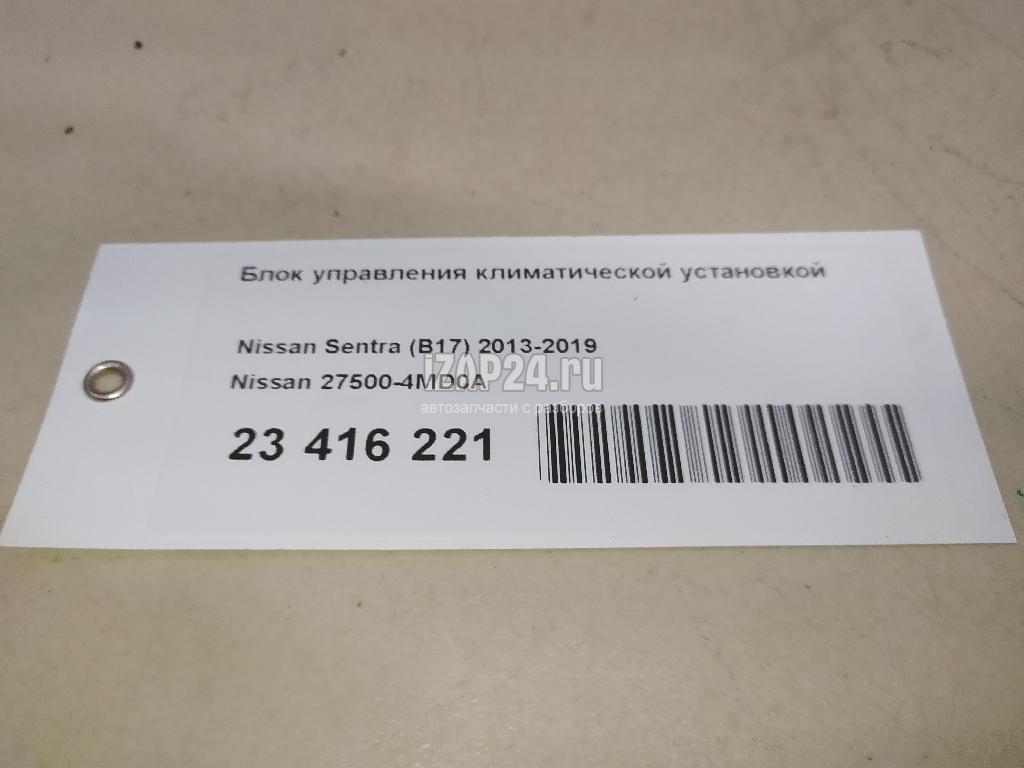 Блок управления климатической установкой
Nissan Sentra (B17) 2013-2019
Nissan 27500-4MD0A
iZAP24.ru
автозапчасти с разборов
23 416 221